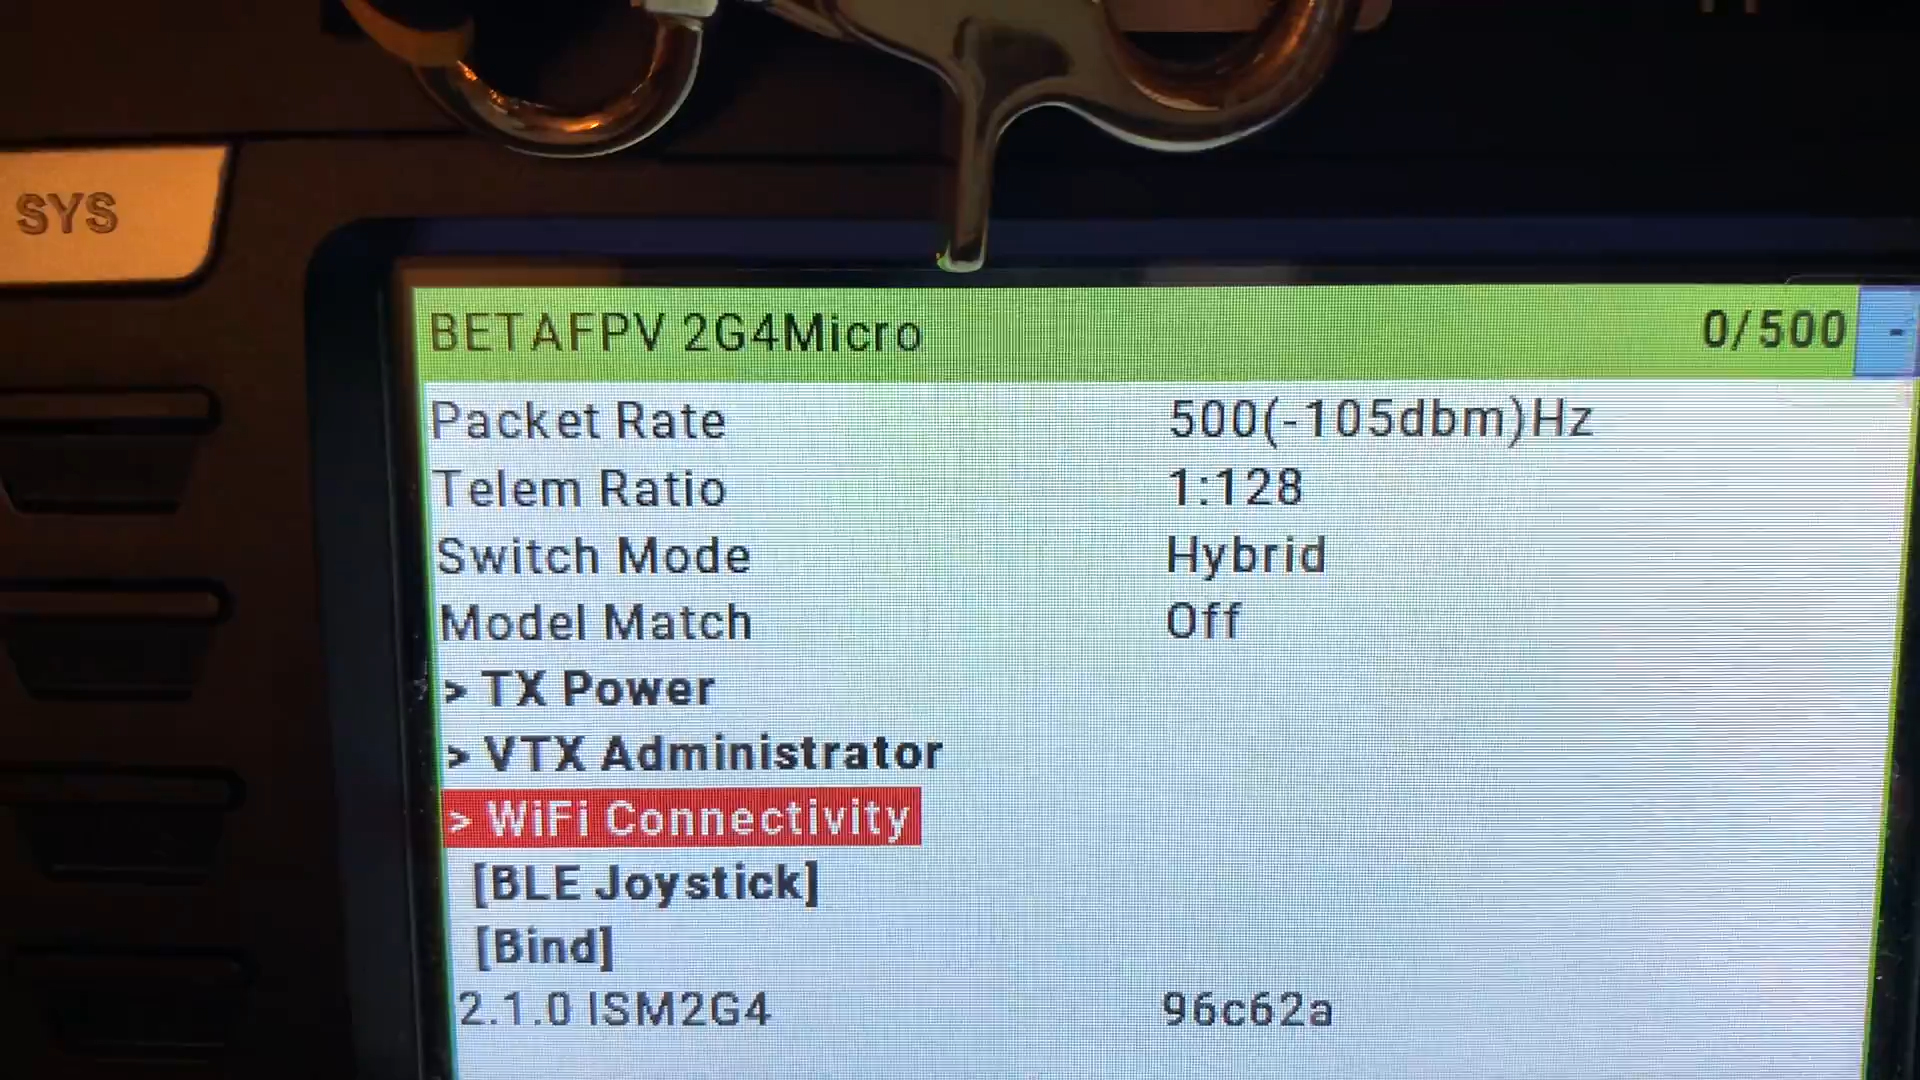 SYS
BETAFPV 2G4Micro 0/500 -
Packet Rate 500(-105dbm)Hz
Telem Ratio 1:128
Switch Mode Hybrid
Model Match Off
> TX Power
> VTX Administrator
> WiFi Connectivity
[BLE Joystick]
[Bind]
2.1.0 ISM2G4 96c62a